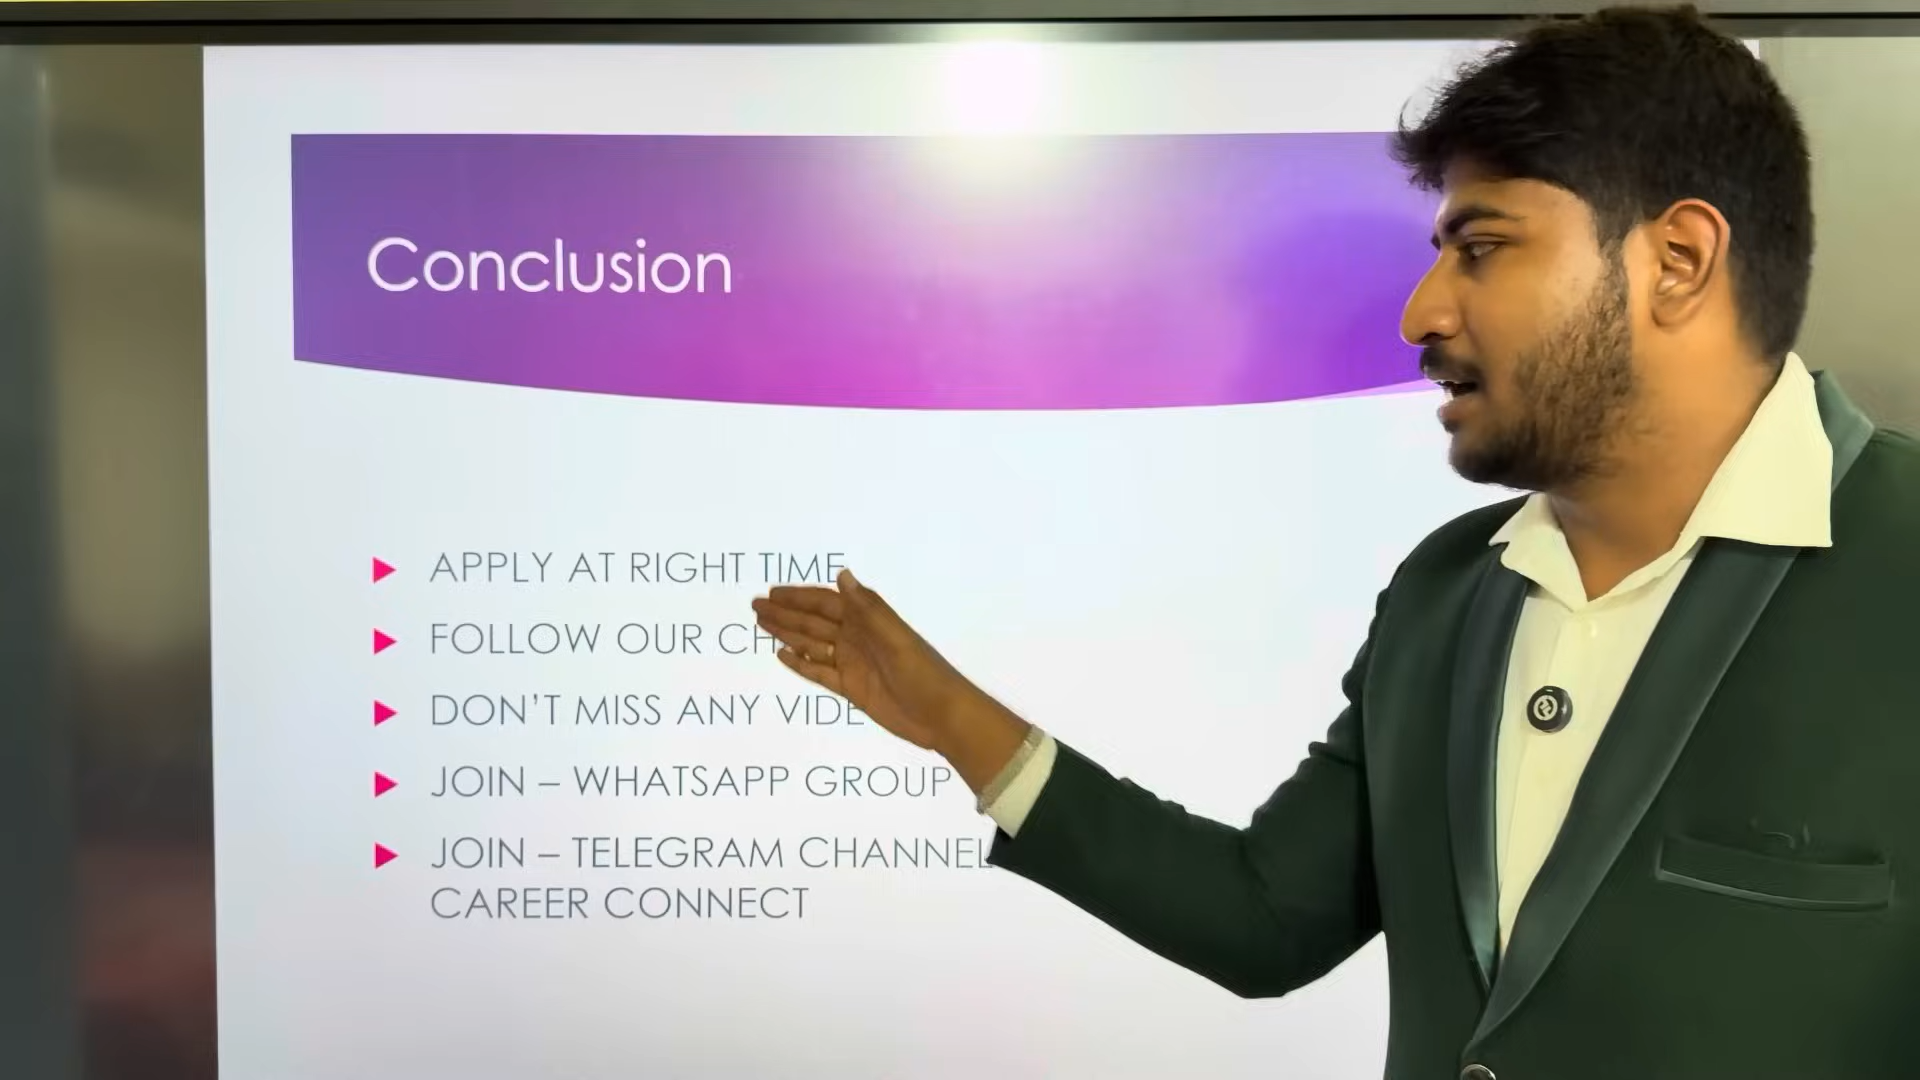 Conclusion
APPLY AT RIGHT TIME
FOLLOW OUR
DON'T MISS ANY
JOIN – WHATSAPP GROUP
JOIN – TELEGRAM CHANNEL
CAREER CONNECT